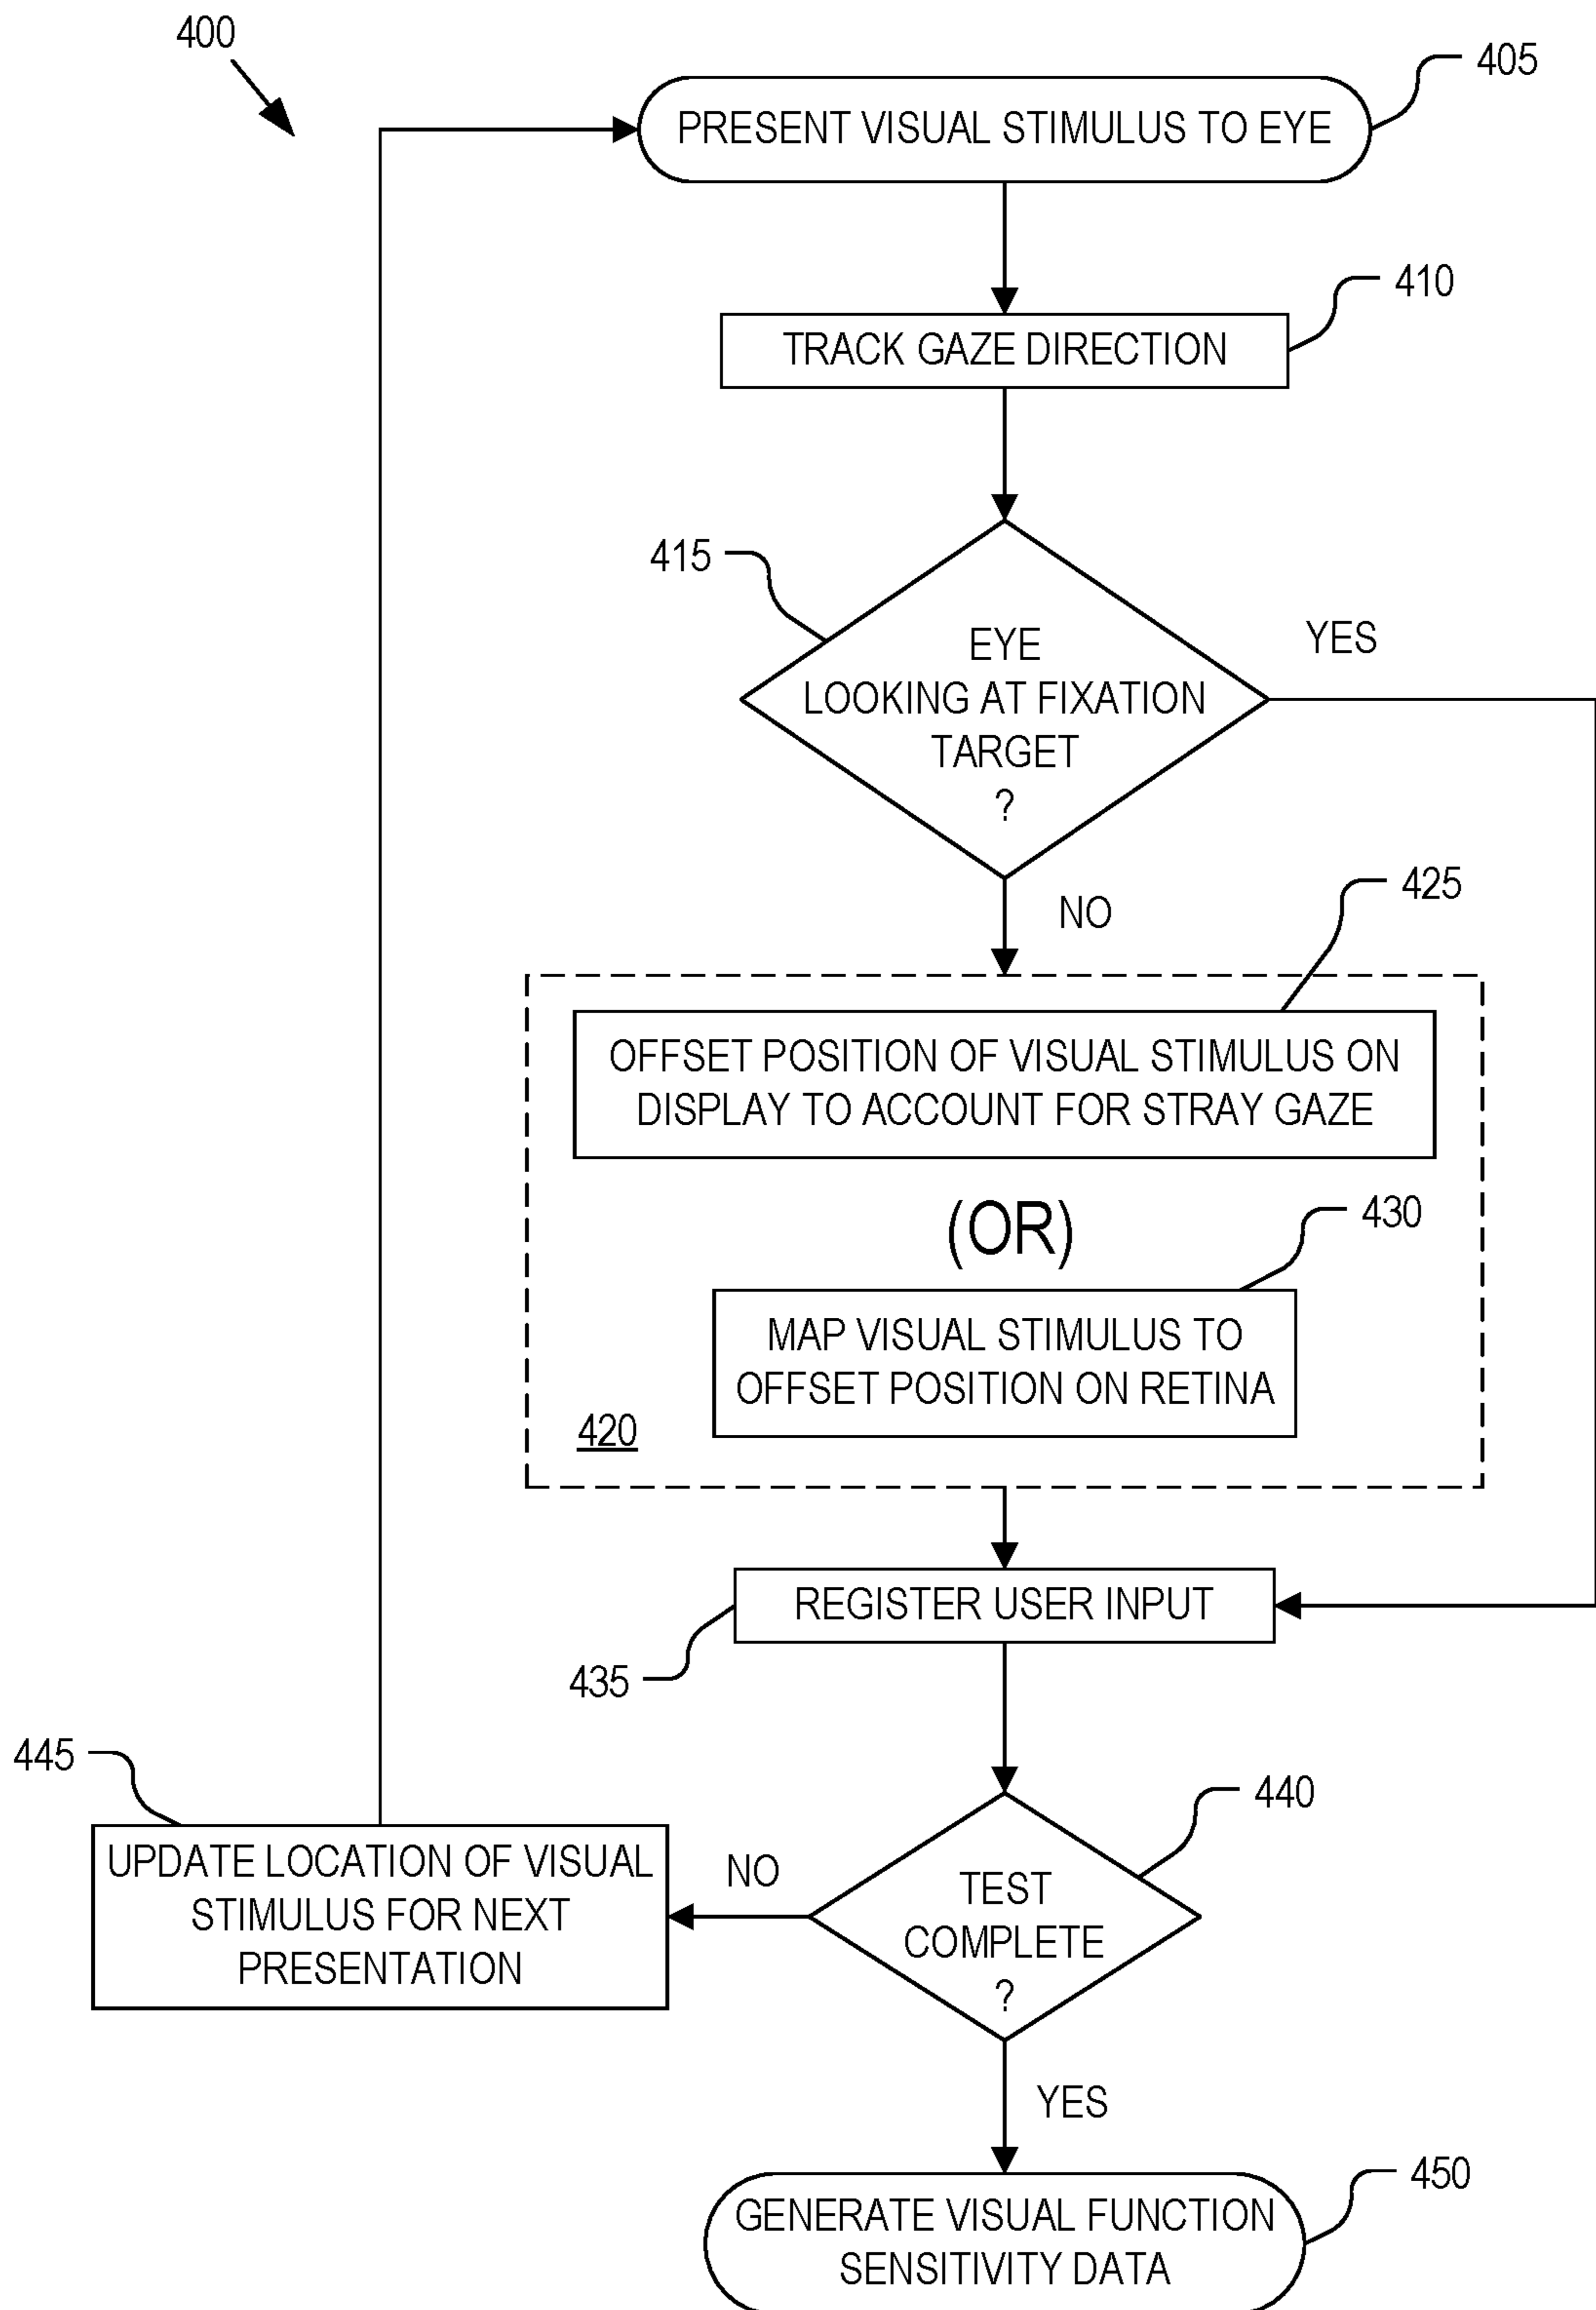 400
405
PRESENT VISUAL STIMULUS TO EYE
410
TRACK GAZE DIRECTION
415
EYE
LOOKING AT FIXATION
TARGET
?
YES
NO
425
OFFSET POSITION OF VISUAL STIMULUS ON
DISPLAY TO ACCOUNT FOR STRAY GAZE
(OR)
430
MAP VISUAL STIMULUS TO
OFFSET POSITION ON RETINA
420
REGISTER USER INPUT
435
445
440
UPDATE LOCATION OF VISUAL
STIMULUS FOR NEXT
PRESENTATION
NO
TEST
COMPLETE
?
YES
450
GENERATE VISUAL FUNCTION
SENSITIVITY DATA